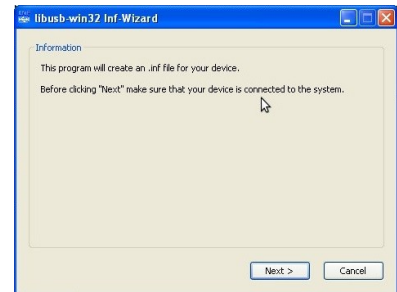 libusb-win32 Inf-Wizard
Information
This program will create an .inf file for your device.
Before clicking "Next" make sure that your device is connected to the system.
Next >
Cancel